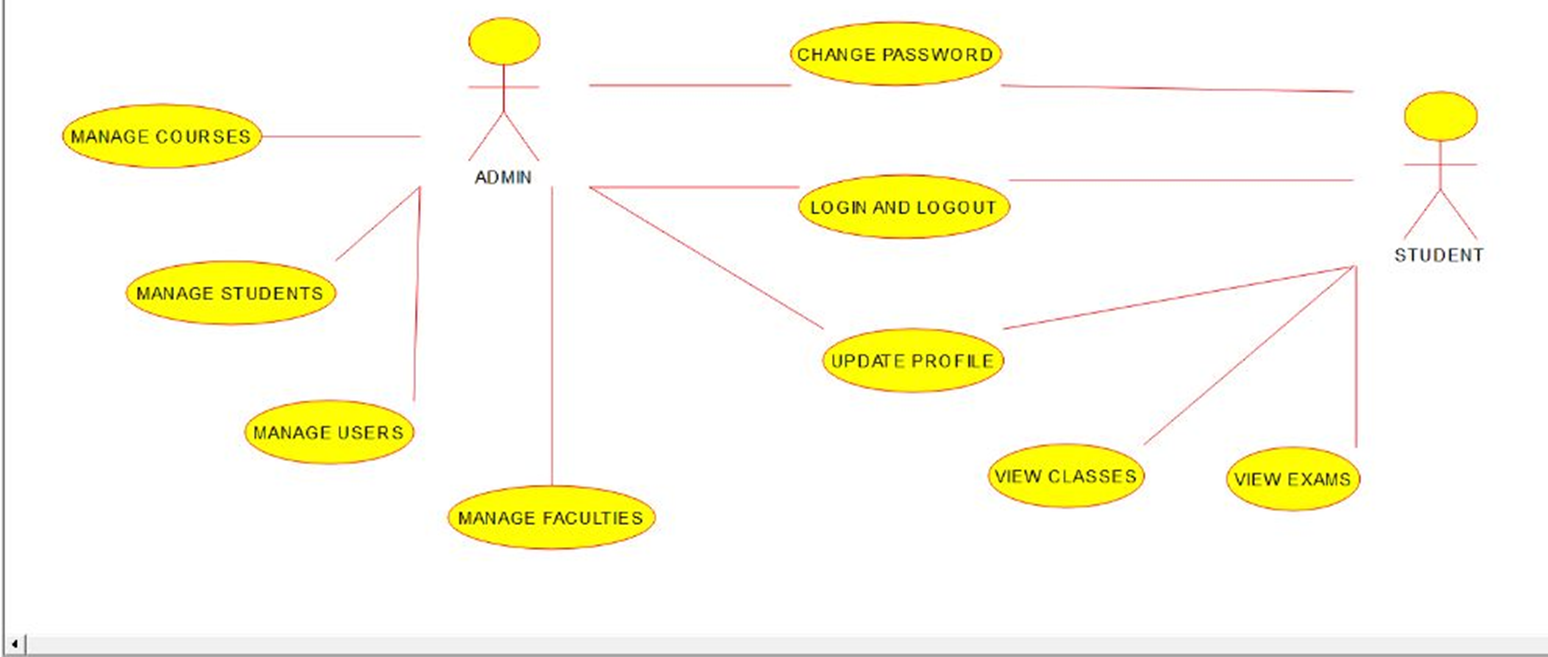 CHANGE PASSWORD
MANAGE COURSES
ADMIN
LOGIN AND LOGOUT
STUDENT
MANAGE STUDENTS
UPDATE PROFILE
MANAGE USERS
VIEW CLASSES
VIEW EXAMS
MANAGE FACULTIES